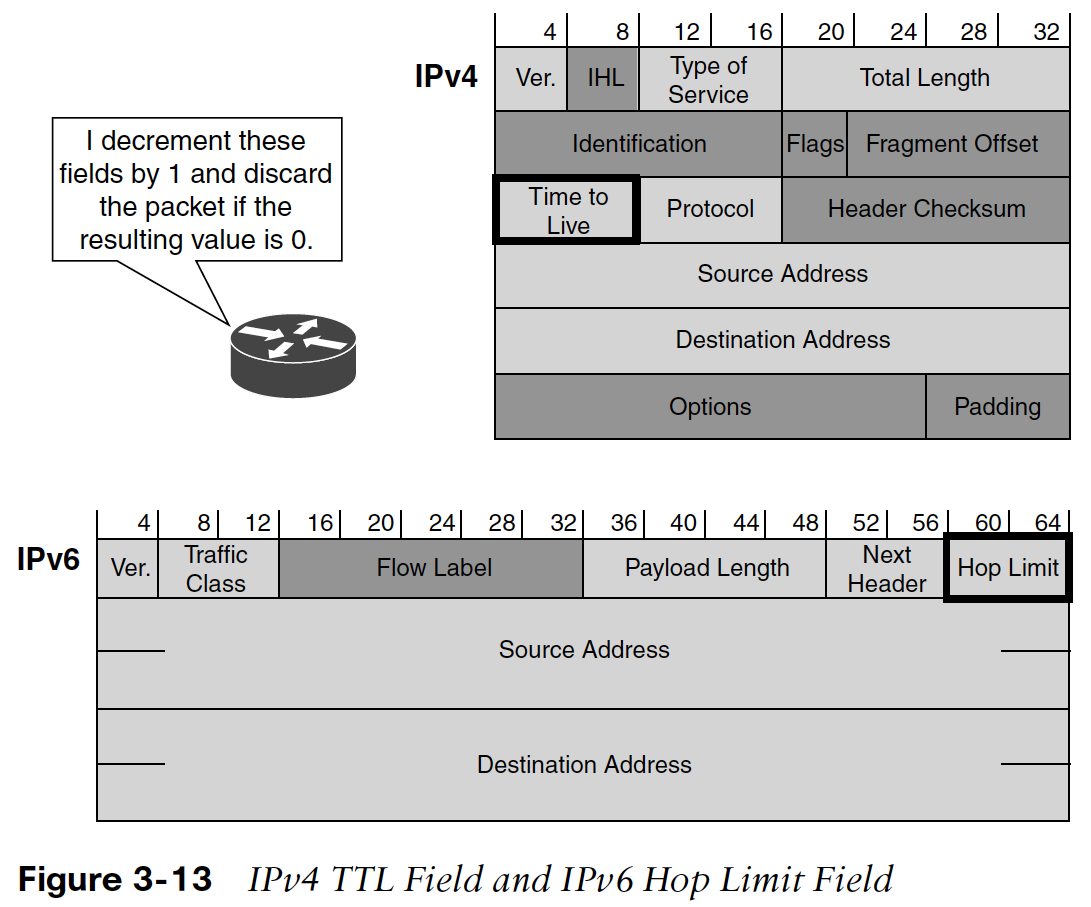 4 8 12 16 20 24 28 32
IPv4
Ver. IHL Type of Service Total Length
Identification Flags Fragment Offset
Time to Live Protocol Header Checksum
Source Address
Destination Address
Options Padding
I decrement these
fields by 1 and discard
the packet if the
resulting value is 0.
4 8 12 16 20 24 28 32 36 40 44 48 52 56 60 64
IPv6
Ver. Traffic Class Flow Label Payload Length Next Header Hop Limit
Source Address
Destination Address
Figure 3-13 IPv4 TTL Field and IPv6 Hop Limit Field